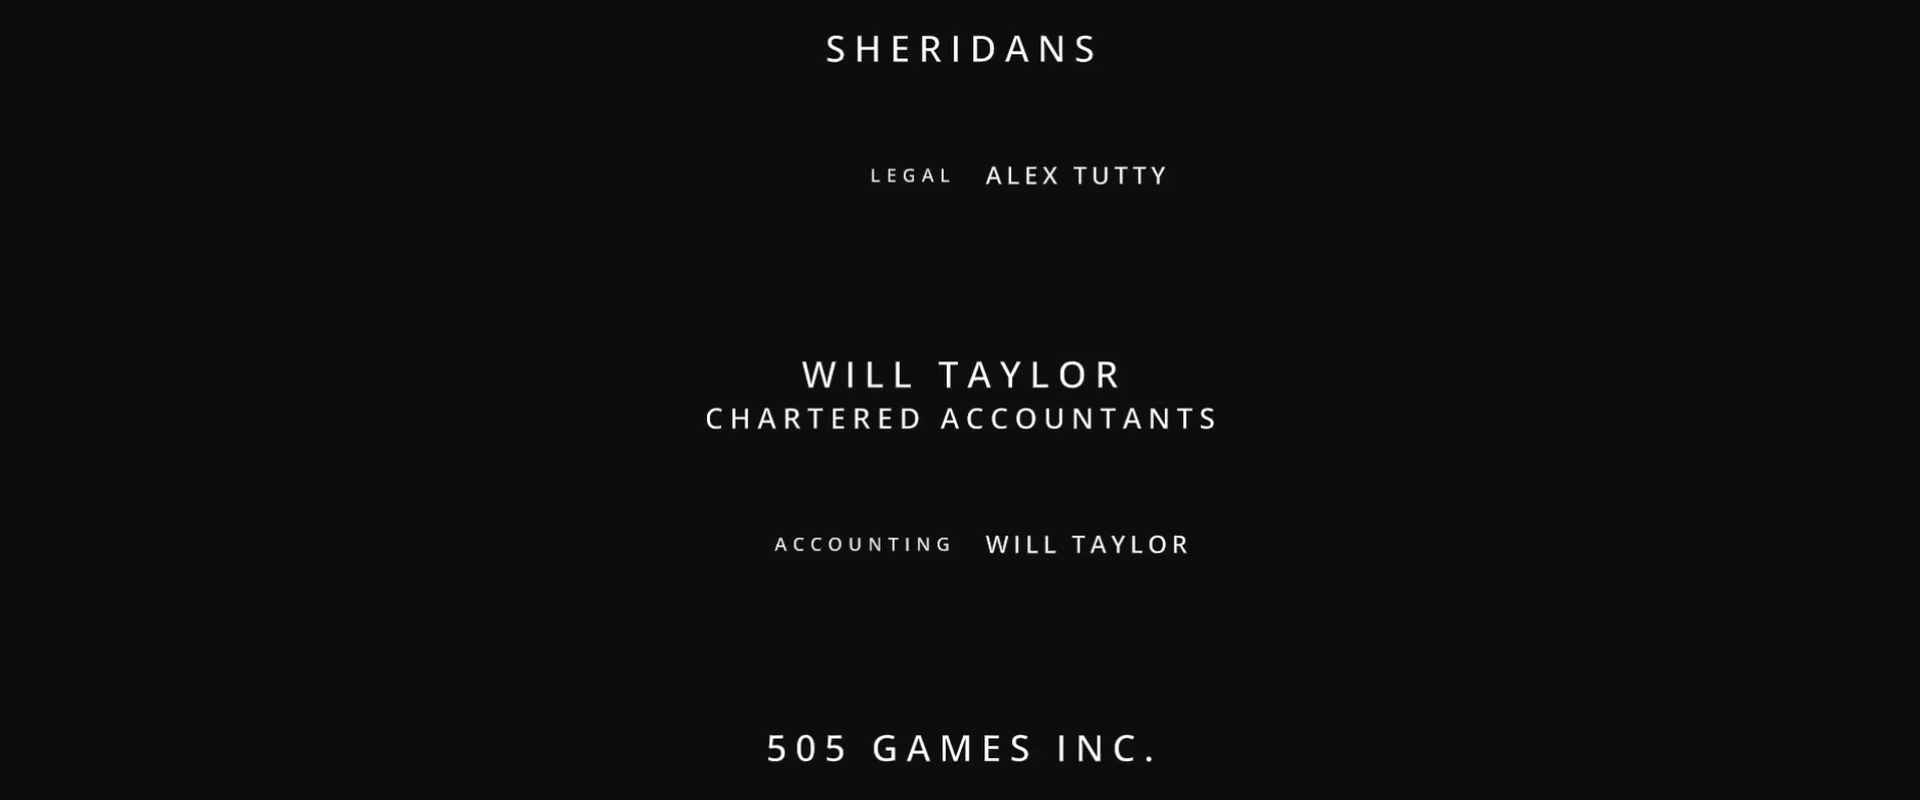 SHERIDANS
LEGAL ALEX TUTTY
WILL TAYLOR
CHARTERED ACCOUNTANTS
ACCOUNTING WILL TAYLOR
505 GAMES INC.